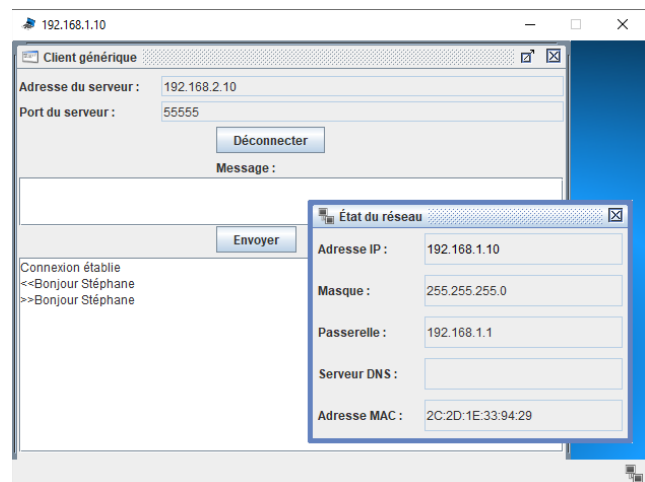 192.168.1.10
Client générique
Adresse du serveur : 192.168.2.10
Port du serveur : 55555
Déconnecter
Message :
Envoyer
Connexion établie
<<Bonjour Stéphane
>>Bonjour Stéphane
État du réseau
Adresse IP : 192.168.1.10
Masque : 255.255.255.0
Passerelle : 192.168.1.1
Serveur DNS :
Adresse MAC : 2C:2D:1E:33:94:29